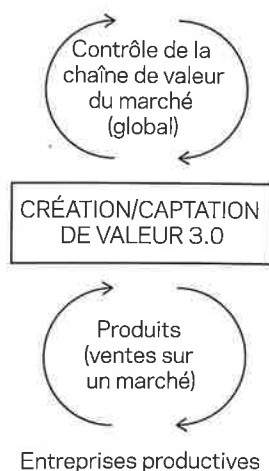 Contrôle de la
chaîne de valeur
du marché
(global)
CRÉATION/CAPTATION
DE VALEUR 3.0
Produits
(ventes sur
un marché)
Entreprises productives